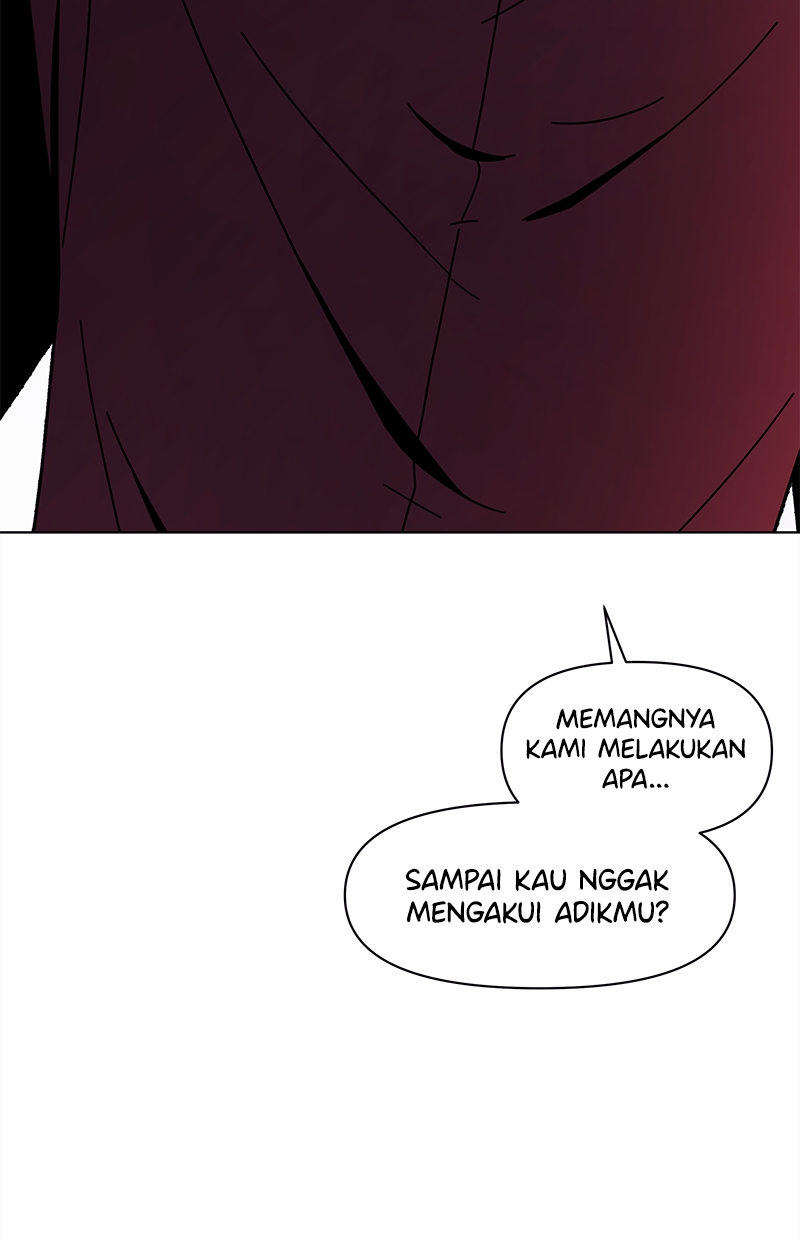 MEMANGNYA
KAMI MELAKUKAN
APA...
SAMPAI KAU NGGAK
MENGAKUI ADIKMU?